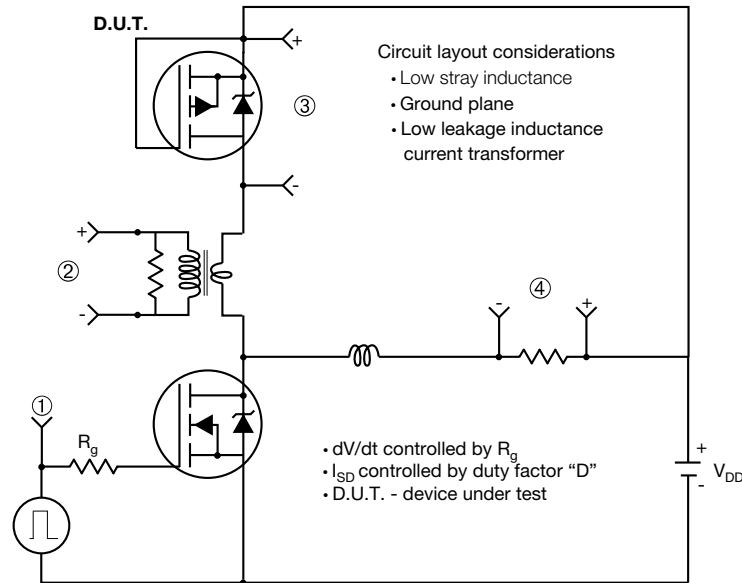 D.U.T.
+
Circuit layout considerations
• Low stray inductance
③
• Ground plane
• Low leakage inductance
current transformer
-
+
②
-
④
-
+
①
R_g
• dV/dt controlled by R_g
• I_SD controlled by duty factor “D”
• D.U.T. - device under test
+
V_DD
-